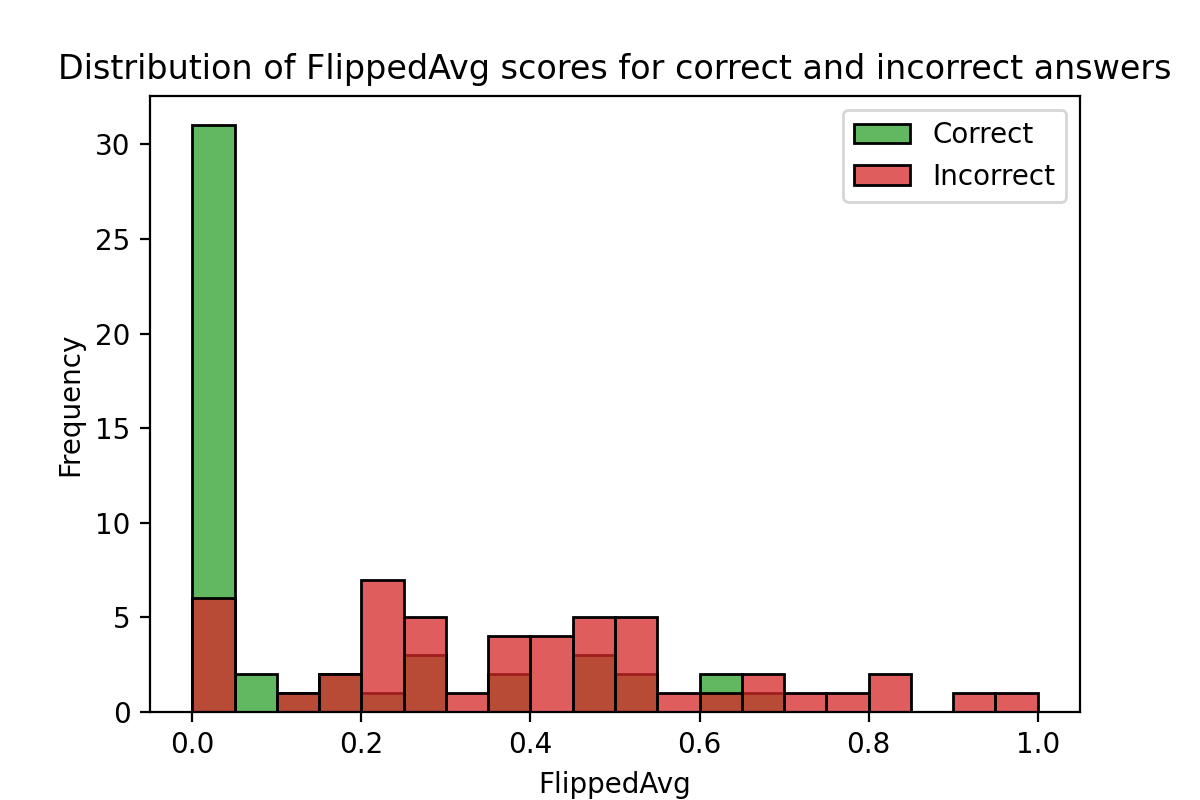 Distribution of FlippedAvg scores for correct and incorrect answers
Correct
Incorrect
Frequency
30
25
20
15
10
5
0
0.0 0.2 0.4 0.6 0.8 1.0
FlippedAvg